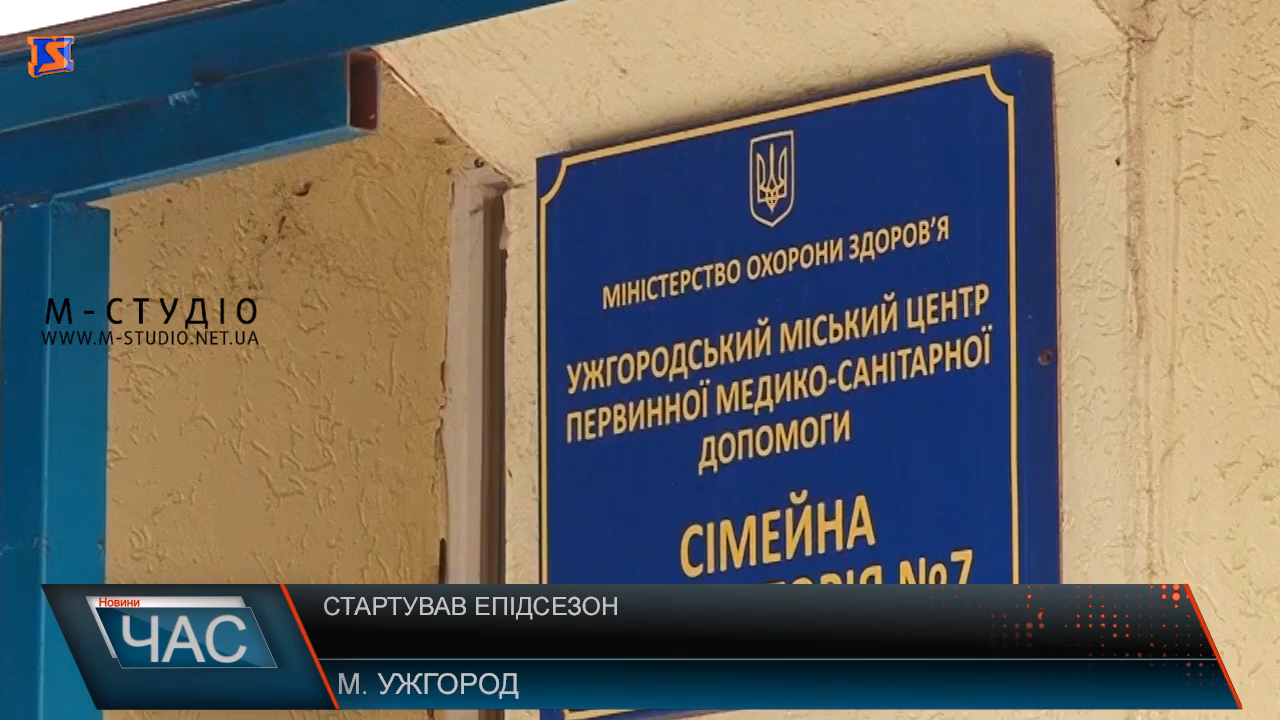 М-СТУДІО
WWW.M-STUDIO.NET.UA
МІНІСТЕРСТВО ОХОРОНИ ЗДОРОВ'Я
УЖГОРОДСЬКИЙ МІСЬКИЙ ЦЕНТР
ПЕРВИННОЇ МЕДИКО-САНІТАРНОЇ
ДОПОМОГИ
СІМЕЙНА
№7
Новини
ЧАС
СТАРТУВАВ ЕПІДСЕЗОН
М. УЖГОРОД